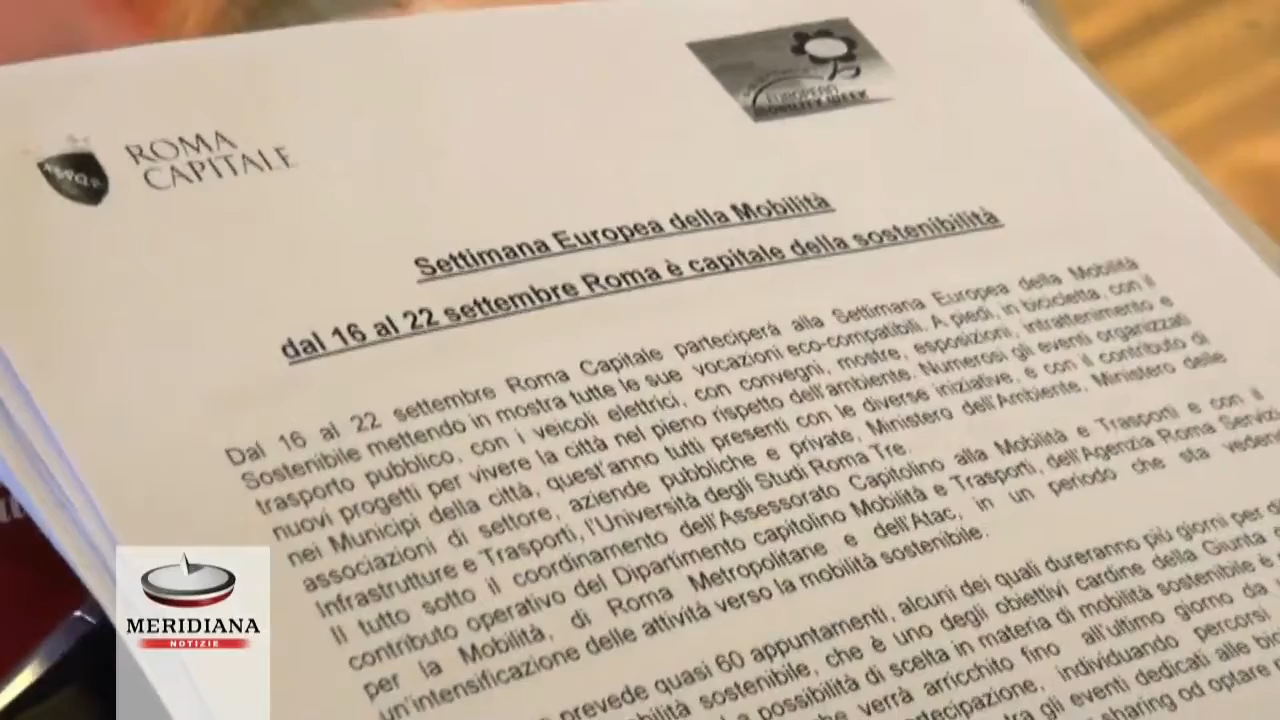 ROMA
CAPITALE
EUROPEAN
MOBILITY WEEK
Settimana Europea della Mobilità
dal 16 al 22 settembre Roma è capitale della sostenibilità
Dal 16 al 22 settembre Roma Capitale parteciperà alla Settimana Europea della Mobilità
Sostenibile mettendo in mostra tutte le sue vocazioni eco-compatibili. A piedi, in bicicletta, con il
trasporto pubblico, con i veicoli elettrici, con convegni, mostre, esposizioni, intrattenimento e
nuovi progetti per vivere la città nel pieno rispetto dell'ambiente. Numerosi gli eventi organizzati
nei Municipi della città, quest'anno tutti presenti con le diverse iniziative, e con il contributo di
associazioni di settore, aziende pubbliche e private, Ministero dell'Ambiente, Ministero delle
Infrastrutture e Trasporti, l'Università degli Studi Roma Tre.
Il tutto sotto il coordinamento dell'Assessorato Capitolino alla Mobilità e Trasporti e con il
contributo operativo del Dipartimento capitolino Mobilità e Trasporti, dell'Agenzia Roma Servizi
per la Mobilità, di Roma Metropolitane e dell'Atac, in un periodo che sta
un'intensificazione delle attività verso la mobilità sostenibile.
prevede quasi 60 appuntamenti, alcuni dei quali dureranno più giorni per
sostenibile, che è uno degli obiettivi cardine della Giunta
possibilità di scelta in materia di mobilità sostenibile e
verrà arricchito fino all'ultimo giorno da
individuando percorsi
gli eventi dedicati alle
sharing od optare
MERIDIANA
NOTIZIE